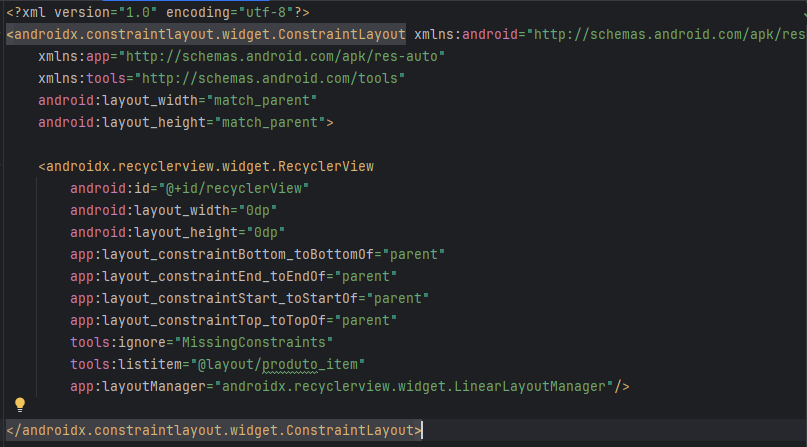 <?xml version="1.0" encoding="utf-8"?>
<androidx.constraintlayout.widget.ConstraintLayout xmlns:android="http://schemas.android.com/apk/res
xmlns:app="http://schemas.android.com/apk/res-auto"
xmlns:tools="http://schemas.android.com/tools"
android:layout_width="match_parent"
android:layout_height="match_parent">
<androidx.recyclerview.widget.RecyclerView
android:id="@+id/recyclerView"
android:layout_width="0dp"
android:layout_height="0dp"
app:layout_constraintBottom_toBottomOf="parent"
app:layout_constraintEnd_toEndOf="parent"
app:layout_constraintStart_toStartOf="parent"
app:layout_constraintTop_toTopOf="parent"
tools:ignore="MissingConstraints"
tools:listitem="@layout/produto_item"
app:layoutManager="androidx.recyclerview.widget.LinearLayoutManager"/>
</androidx.constraintlayout.widget.ConstraintLayout>